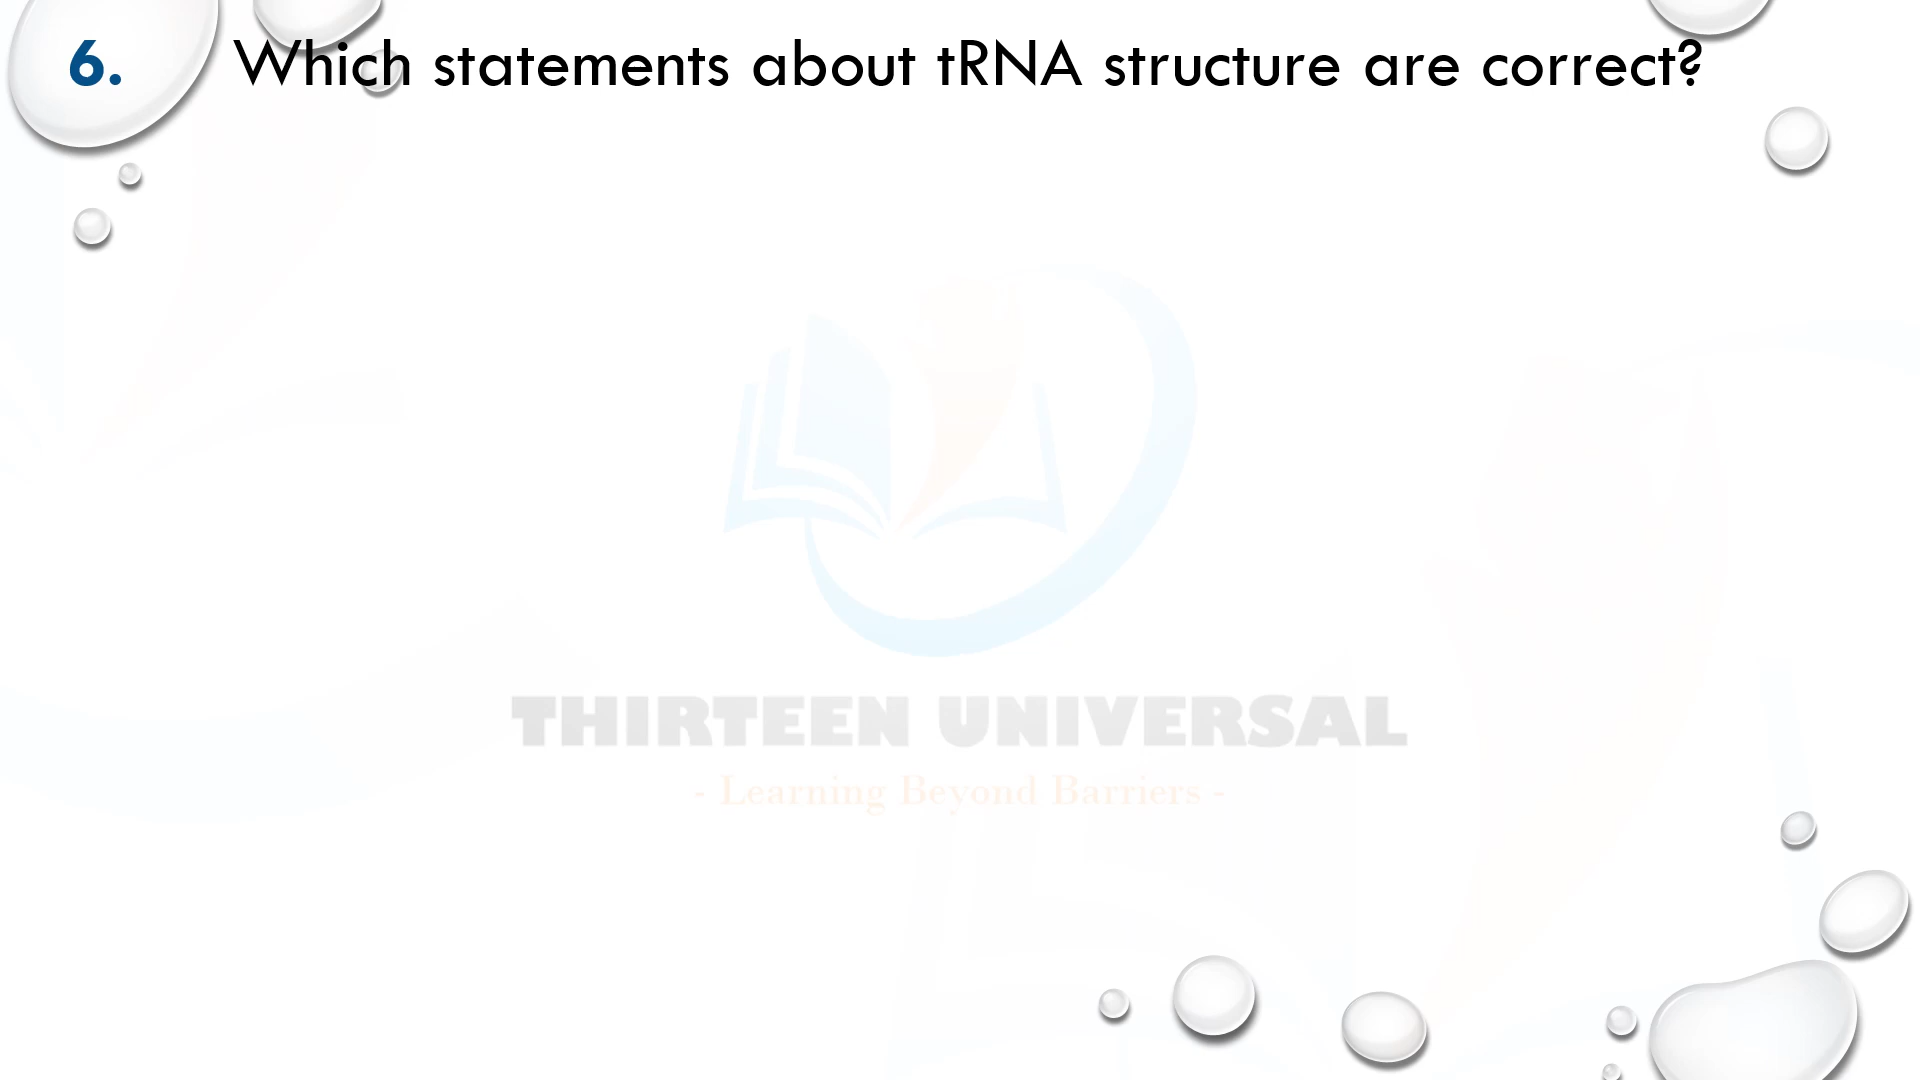 6. Which statements about tRNA structure are correct?
THIRTEEN UNIVERSAL
- Learning Beyond Barriers -